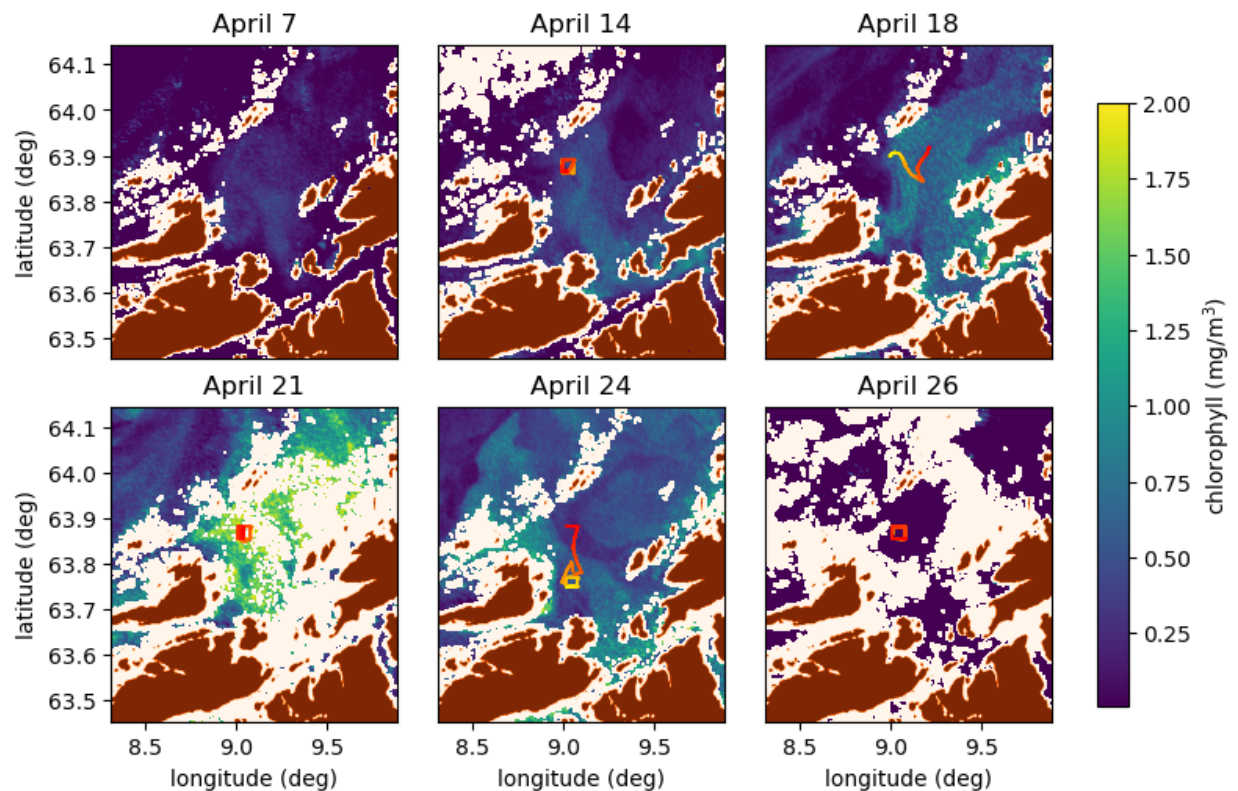 April 7
April 14
April 18
latitude (deg)
64.1
64.0
63.9
63.8
63.7
63.6
63.5
April 21
April 24
April 26
latitude (deg)
64.1
64.0
63.9
63.8
63.7
63.6
63.5
8.5 9.0 9.5
8.5 9.0 9.5
8.5 9.0 9.5
longitude (deg)
longitude (deg)
longitude (deg)
2.00
1.75
1.50
1.25
1.00
0.75
0.50
0.25
chlorophyll (mg/m³)